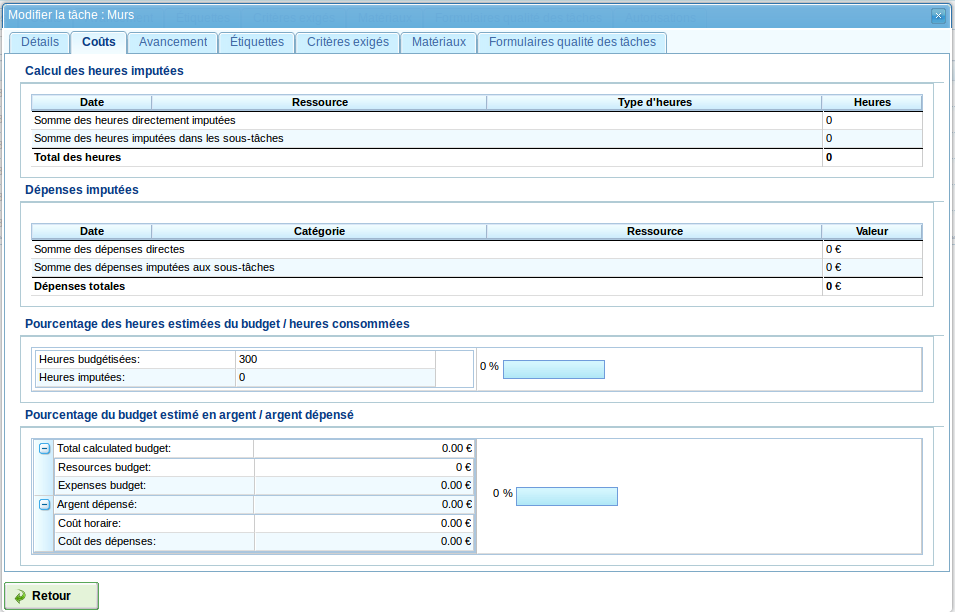 Modifier la tâche : Murs
Détails Coûts Avancement Étiquettes Critères exigés Matériaux Formulaires qualité des tâches
Calcul des heures imputées
Date Ressource Type d'heures Heures
Somme des heures directement imputées 0
Somme des heures imputées dans les sous-tâches 0
Total des heures 0
Dépenses imputées
Date Catégorie Ressource Valeur
Somme des dépenses directes 0 €
Somme des dépenses imputées aux sous-tâches 0 €
Dépenses totales 0 €
Pourcentage des heures estimées du budget / heures consommées
Heures budgétisées: 300
Heures imputées: 0
0 %
Pourcentage du budget estimé en argent / argent dépensé
Total calculated budget: 0.00 €
Resources budget: 0 €
Expenses budget: 0.00 €
Argent dépensé: 0.00 €
Coût horaire: 0.00 €
Coût des dépenses: 0.00 €
0 %
Retour